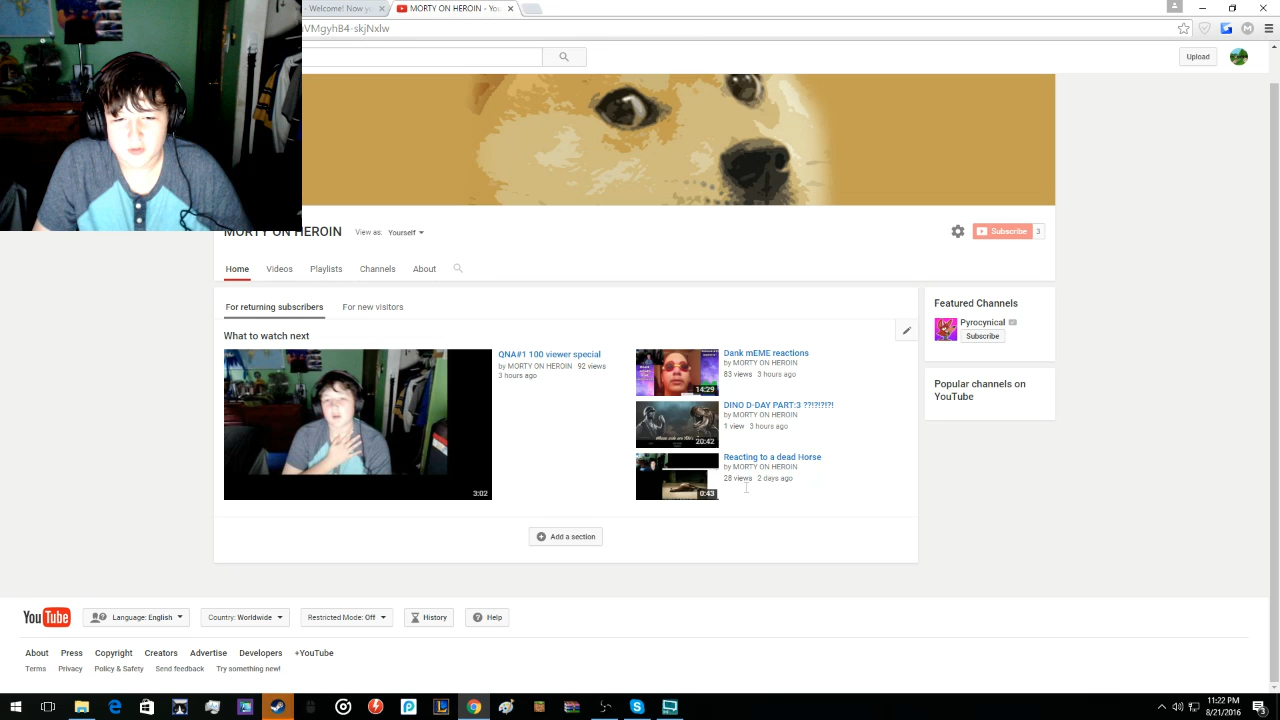 - Welcome! Now yo
MORTY ON HEROIN - You
VMgyhB4-skjNxlw
Upload
MORTY ON HEROIN
View as: Yourself
Subscribe 3
Home Videos Playlists Channels About
For returning subscribers For new visitors
What to watch next
QNA#1 100 viewer special
by MORTY ON HEROIN 92 views
3 hours ago
3:02
Dank mEME reactions
by MORTY ON HEROIN
83 views 3 hours ago
14:29
DINO D-DAY PART:3 ??!?!?!?!
by MORTY ON HEROIN
1 view 3 hours ago
20:42
Reacting to a dead Horse
by MORTY ON HEROIN
28 views 2 days ago
0:43
Add a section
Featured Channels
Pyrocynical
Subscribe
Popular channels on
YouTube
YouTube
Language: English
Country: Worldwide
Restricted Mode: Off
History
Help
About Press Copyright Creators Advertise Developers +YouTube
Terms Privacy Policy & Safety Send feedback Try something new!
11:22 PM
8/21/2016
3